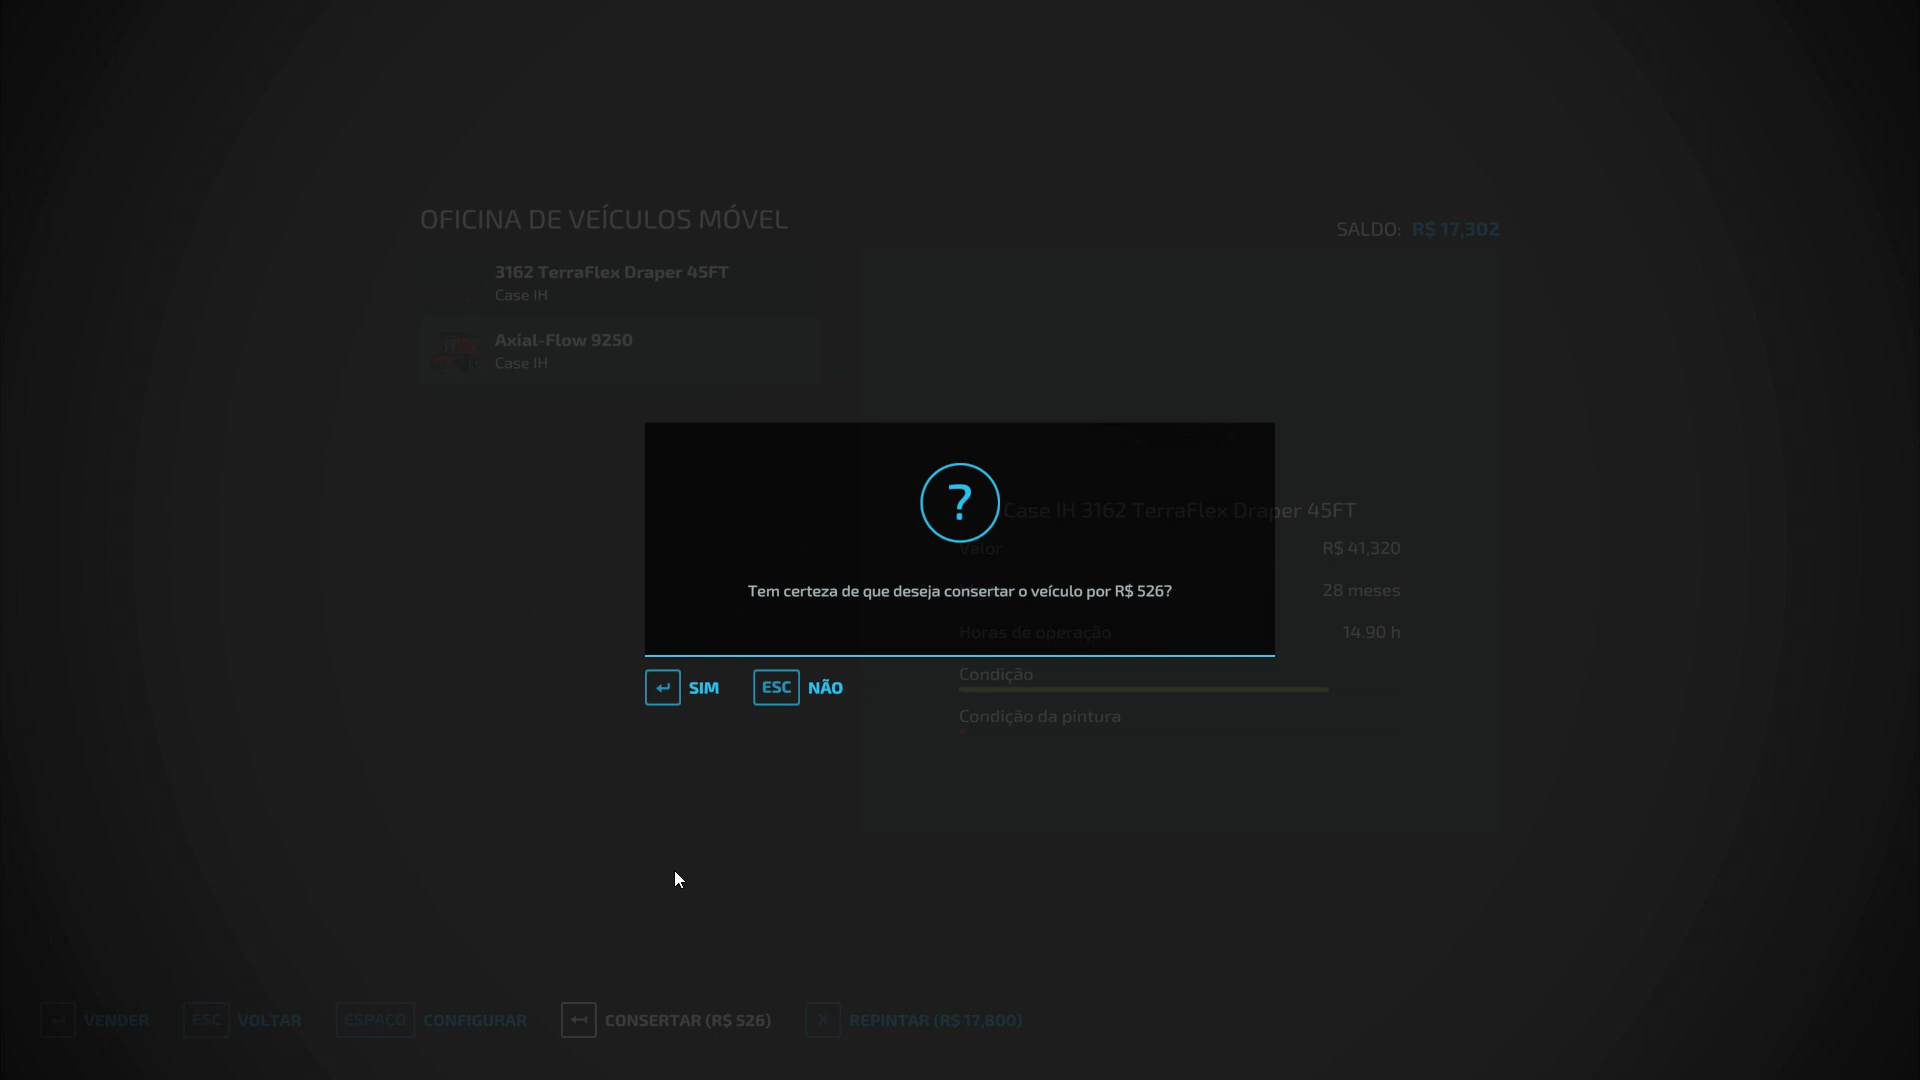 OFICINA DE VEÍCULOS MÓVEL
SALDO: R$ 17,302
3162 TerraFlex Draper 45FT
Case IH
Axial-Flow 9250
Case IH
?
Case IH 3162 TerraFlex Draper 45FT
Valor R$ 41,320
Tem certeza de que deseja consertar o veículo por R$ 526?
28 meses
Horas de operação 14.90 h
Condição
SIM ESC NÃO
Condição da pintura
VENDER ESC VOLTAR ESPAÇO CONFIGURAR CONSERTAR (R$ 526) X REPINTAR (R$ 17,800)